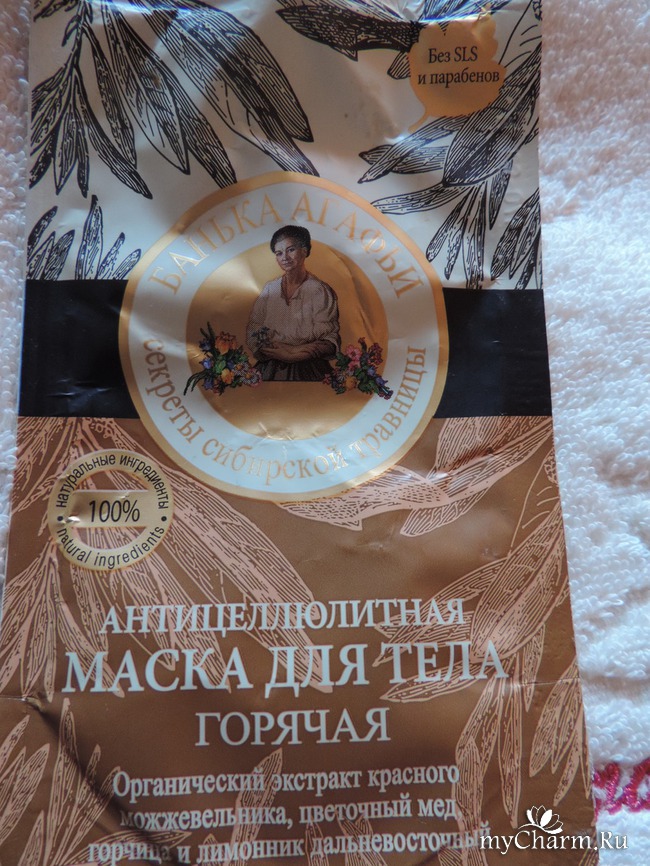 Без SLS
и парабенов
БАНЬКА АГАФЬИ
секреты сибирской травницы
натуральные ингредиенты
100%
natural ingredients
АНТИЦЕЛЛЮЛИТНАЯ
МАСКА ДЛЯ ТЕЛА
ГОРЯЧАЯ
Органический экстракт красного
можжевельника, цветочный мед
горчица и лимонник дальневосточный
myCharm.Ru